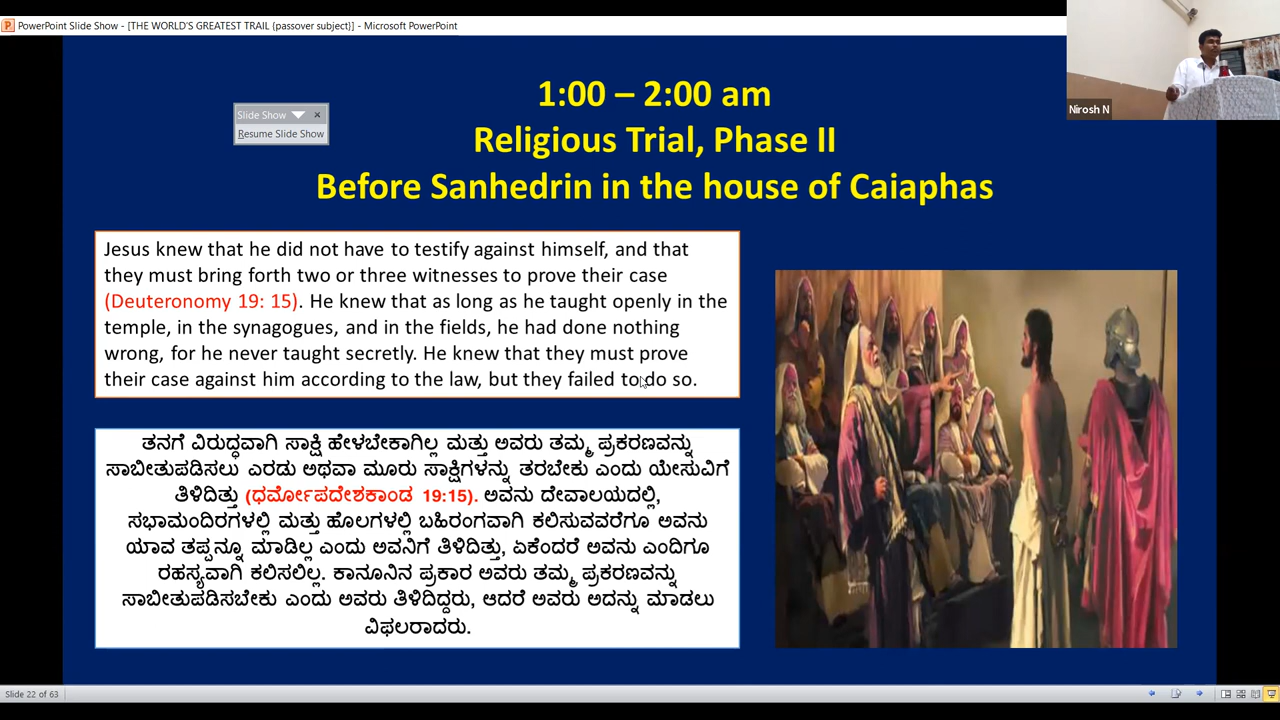 PowerPoint Slide Show - [THE WORLD'S GREATEST TRAIL (passover subject)] - Microsoft PowerPoint
Nirosh N
1:00 – 2:00 am
Slide Show
Resume Slide Show
Religious Trial, Phase II
Before Sanhedrin in the house of Caiaphas
Jesus knew that he did not have to testify against himself, and that
they must bring forth two or three witnesses to prove their case
(Deuteronomy 19: 15). He knew that as long as he taught openly in the
temple, in the synagogues, and in the fields, he had done nothing
wrong, for he never taught secretly. He knew that they must prove
their case against him according to the law, but they failed to do so.
ತನಗೆ ವಿರುದ್ಧವಾಗಿ ಸಾಕ್ಷಿ ಹೇಳಬೇಕಾಗಿಲ್ಲ ಮತ್ತು ಅವರು ತಮ್ಮ ಪ್ರಕರಣವನ್ನು
ಸಾಬೀತುಪಡಿಸಲು ಎರಡು ಅಥವಾ ಮೂರು ಸಾಕ್ಷಿಗಳನ್ನು ತರಬೇಕು ಎಂದು ಯೇಸುವಿಗೆ
ತಿಳಿದಿತ್ತು (ಧರ್ಮೋಪದೇಶಕಾಂಡ 19:15). ಅವನು ದೇವಾಲಯದಲ್ಲಿ,
ಸಭಾಮಂದಿರಗಳಲ್ಲಿ ಮತ್ತು ಹೊಲಗಳಲ್ಲಿ ಬಹಿರಂಗವಾಗಿ ಕಲಿಸುವವರೆಗೂ ಅವನು
ಯಾವ ತಪ್ಪನ್ನೂ ಮಾಡಿಲ್ಲ ಎಂದು ಅವನಿಗೆ ತಿಳಿದಿತ್ತು, ಏಕೆಂದರೆ ಅವನು ಎಂದಿಗೂ
ರಹಸ್ಯವಾಗಿ ಕಲಿಸಲಿಲ್ಲ. ಕಾನೂನಿನ ಪ್ರಕಾರ ಅವರು ತಮ್ಮ ಪ್ರಕರಣವನ್ನು
ಸಾಬೀತುಪಡಿಸಬೇಕು ಎಂದು ಅವರು ತಿಳಿದಿದ್ದರು, ಆದರೆ ಅವರು ಅದನ್ನು ಮಾಡಲು
ವಿಫಲರಾದರು.
Slide 22 of 63